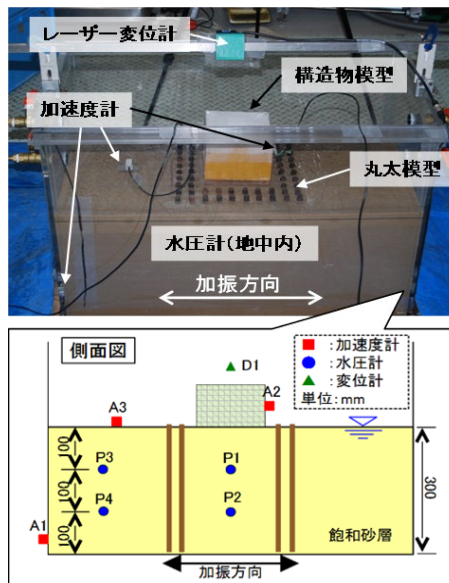 レーザー変位計
構造物模型
加速度計
丸太模型
水圧計(地中内)
加振方向
側面図
:加速度計
:水圧計
:変位計
単位:mm
D1
A2
A3
P3
P1
P4
P2
A1
100
100
100
300
飽和砂層
加振方向